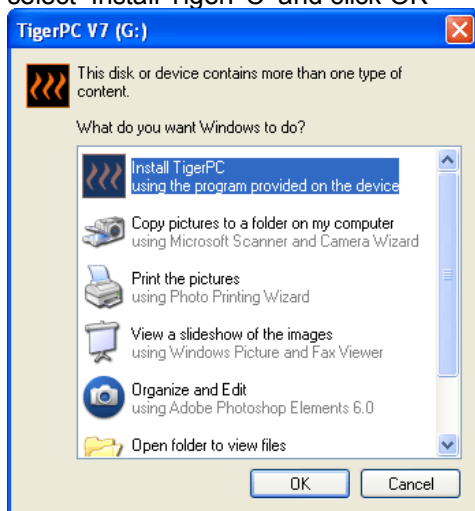 select 'Install TigerPC' and click OK
TigerPC V7 (G:)
This disk or device contains more than one type of
content.
What do you want Windows to do?
Install TigerPC
using the program provided on the device
Copy pictures to a folder on my computer
using Microsoft Scanner and Camera Wizard
Print the pictures
using Photo Printing Wizard
View a slideshow of the images
using Windows Picture and Fax Viewer
Organize and Edit
using Adobe Photoshop Elements 6.0
Open folder to view files
OK Cancel